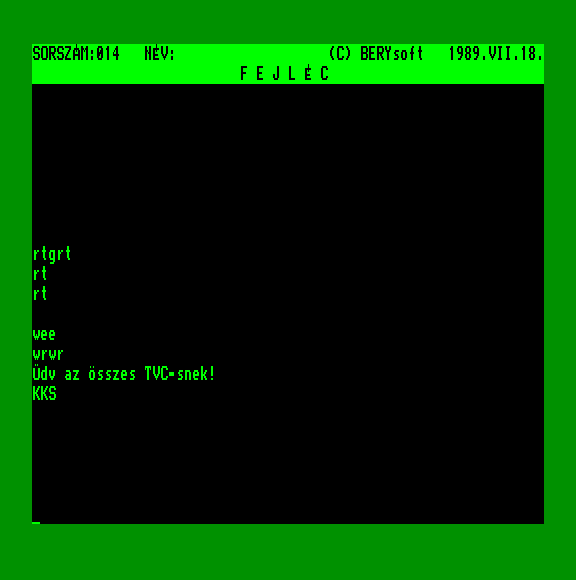 SORSZÁM:014 NÉV: (C) BERYsoft 1989.VII.18.
F E J L É C
rtgrt
rt
rt
wee
wrwr
Üdv az összes TVC-snek!
KKS